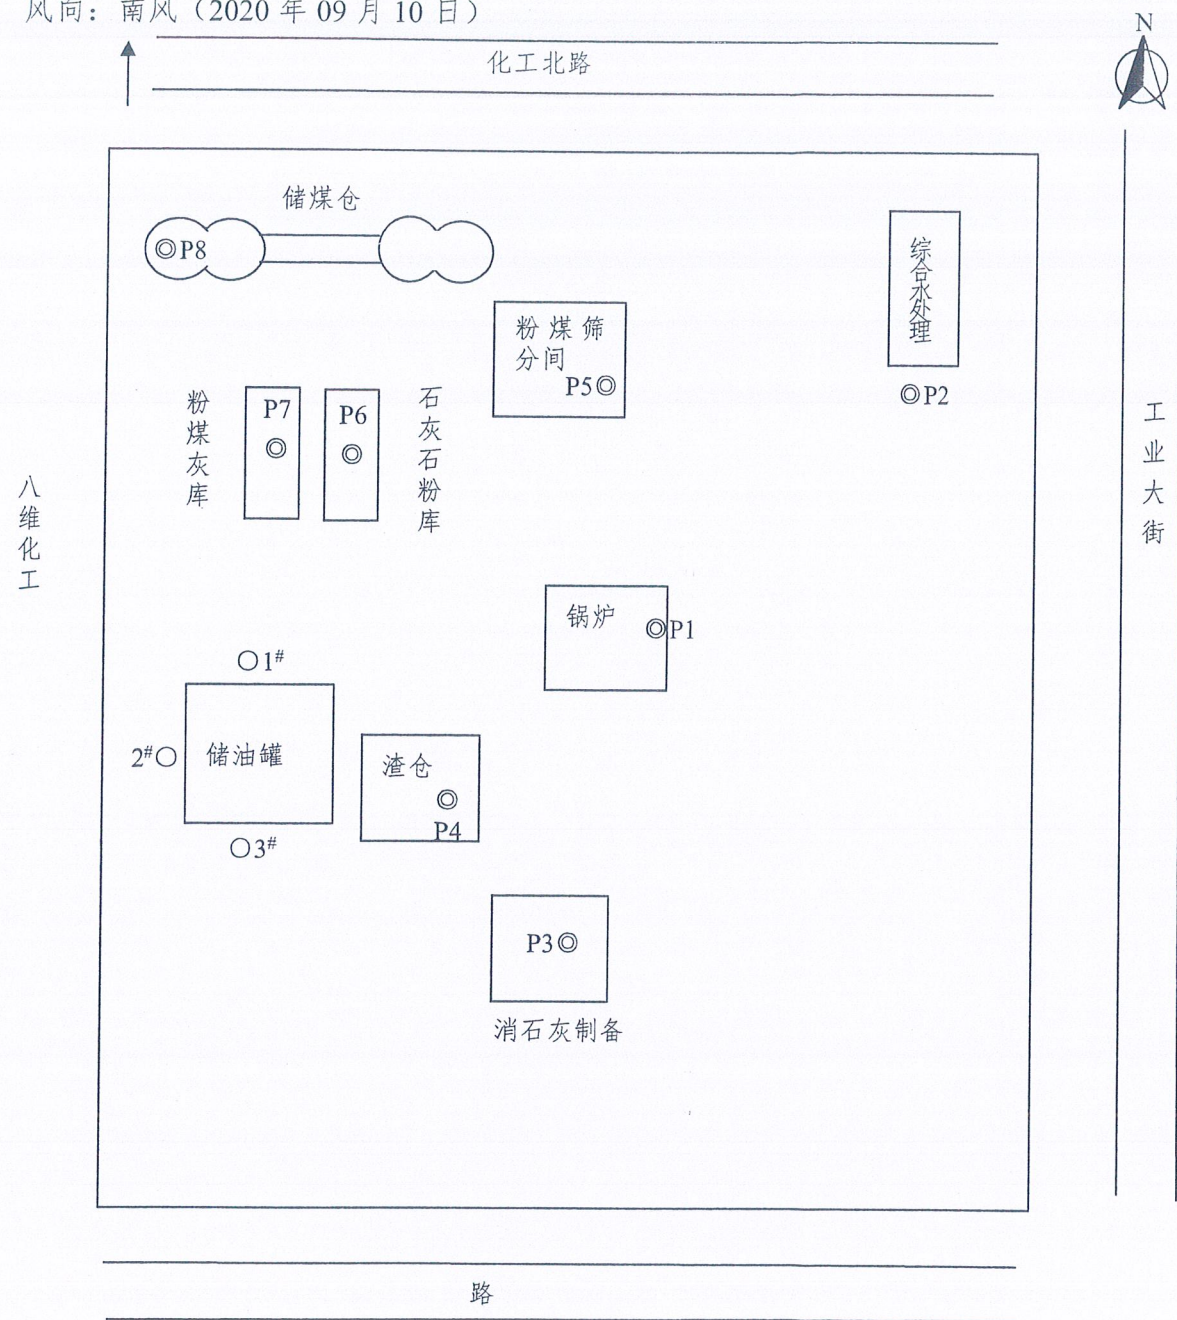 风向：南风（2020 年 09 月 10 日）
N
化工北路
储煤仓
P8
综合水处理
粉煤筛
分间
P5
P2
粉煤灰库
P7
P6
石灰石粉库
工业大街
八维化工
锅炉
P1
1#
2#
储油罐
渣仓
P4
3#
P3
消石灰制备
路